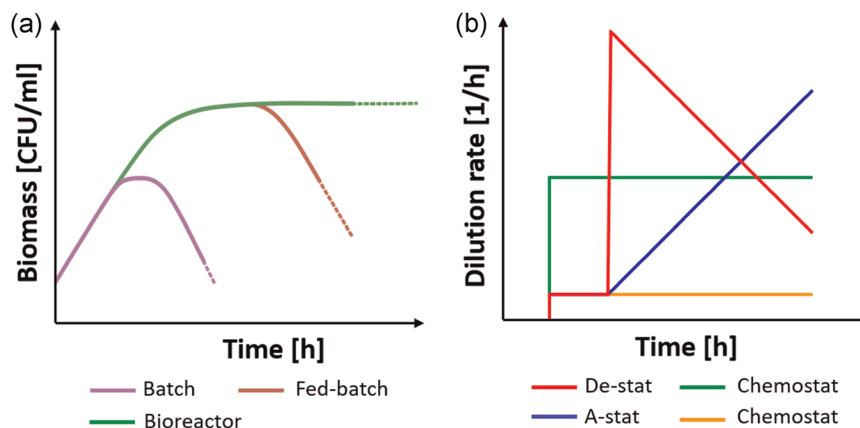 (a)
Biomass [CFU/ml]
Time [h]
Batch
Fed-batch
Bioreactor
(b)
Dilution rate [1/h]
Time [h]
De-stat
Chemostat
A-stat
Chemostat